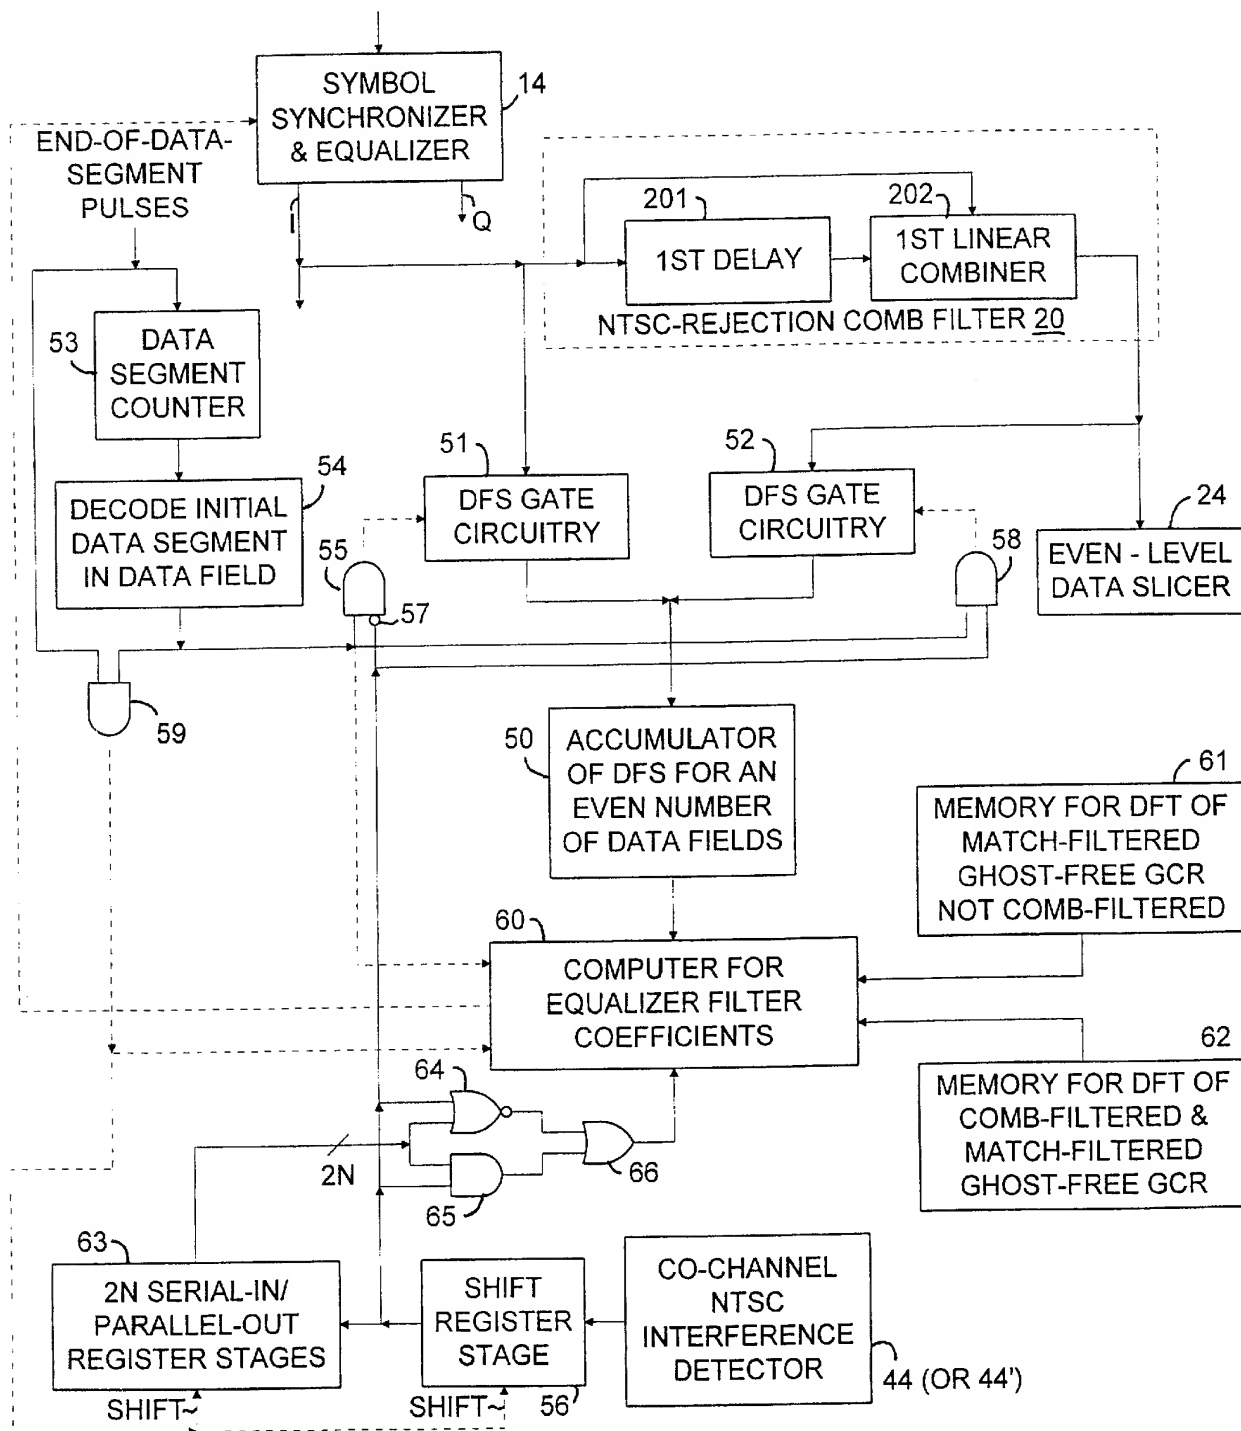 SYMBOL
SYNCHRONIZER
& EQUALIZER
14
END-OF-DATA-
SEGMENT
PULSES
I
Q
201
1ST DELAY
202
1ST LINEAR
COMBINER
NTSC-REJECTION COMB FILTER 20
53
DATA
SEGMENT
COUNTER
54
DECODE INITIAL
DATA SEGMENT
IN DATA FIELD
51
DFS GATE
CIRCUITRY
52
DFS GATE
CIRCUITRY
24
EVEN - LEVEL
DATA SLICER
55
57
58
59
50
ACCUMULATOR
OF DFS FOR AN
EVEN NUMBER
OF DATA FIELDS
61
MEMORY FOR DFT OF
MATCH-FILTERED
GHOST-FREE GCR
NOT COMB-FILTERED
60
COMPUTER FOR
EQUALIZER FILTER
COEFFICIENTS
62
MEMORY FOR DFT OF
COMB-FILTERED &
MATCH-FILTERED
GHOST-FREE GCR
64
2N
65
66
63
2N SERIAL-IN/
PARALLEL-OUT
REGISTER STAGES
SHIFT
SHIFT
REGISTER
STAGE
SHIFT
56
CO-CHANNEL
NTSC
INTERFERENCE
DETECTOR
44 (OR 44')